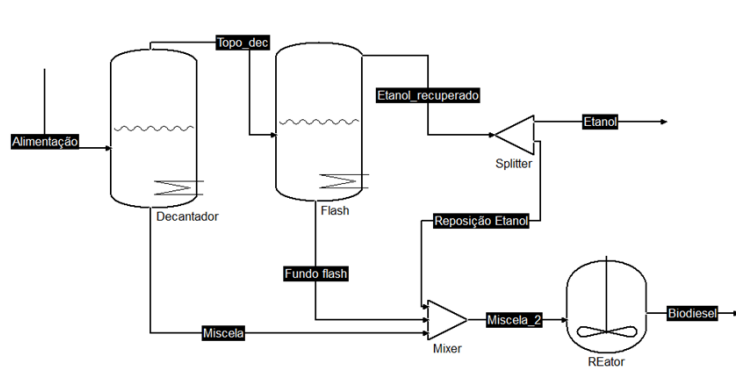 Topo_dec
Etanol_recuperado
Etanol
Alimentação
Splitter
Decantador
Flash
Reposição Etanol
Fundo flash
Miscela
Miscela_2
Biodiesel
Mixer
REator